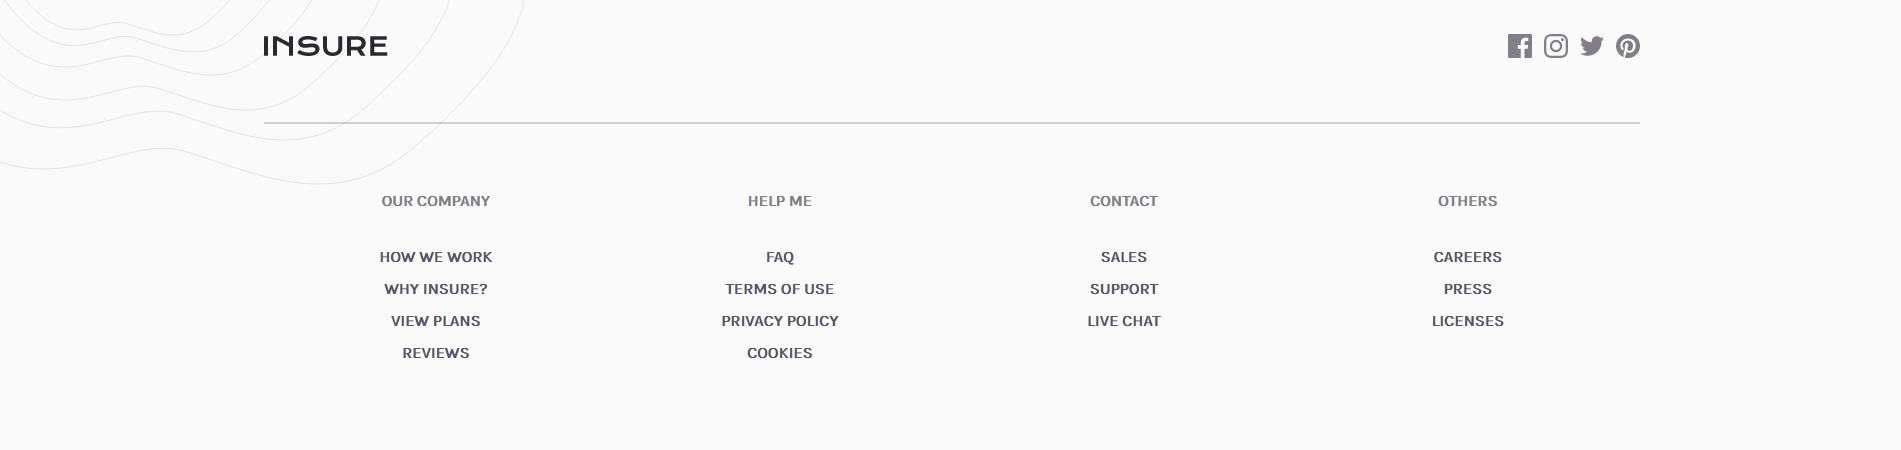 INSURE
OUR COMPANY
HOW WE WORK
WHY INSURE?
VIEW PLANS
REVIEWS
HELP ME
FAQ
TERMS OF USE
PRIVACY POLICY
COOKIES
CONTACT
SALES
SUPPORT
LIVE CHAT
OTHERS
CAREERS
PRESS
LICENSES